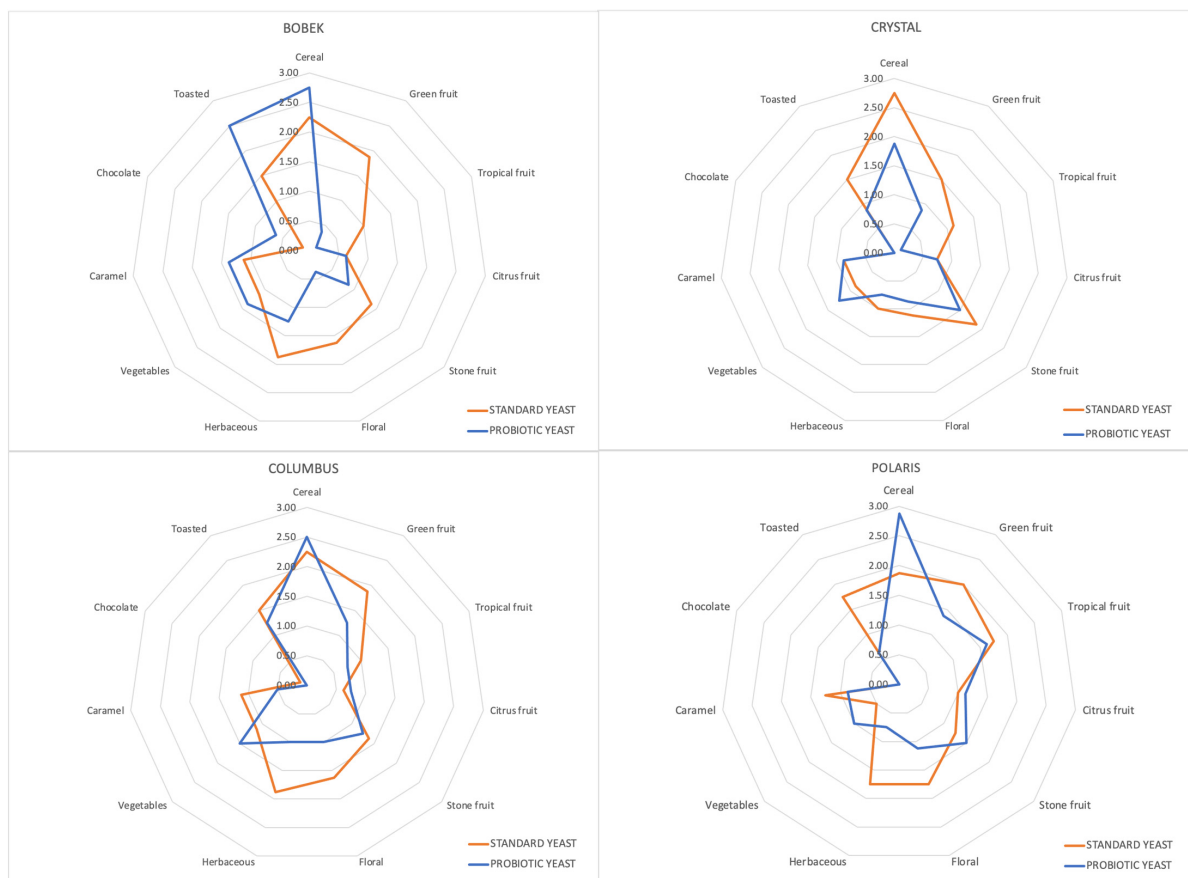 BOBEK
Cereal
3.00
Toasted
Green fruit
2.50
2.00
Chocolate
1.50
Tropical fruit
1.00
0.50
0.00
Caramel
Citrus fruit
Vegetables
Stone fruit
Herbaceous
Floral
STANDARD YEAST
PROBIOTIC YEAST
CRYSTAL
Cereal
3.00
Toasted
Green fruit
2.50
2.00
Chocolate
1.50
Tropical fruit
1.00
0.50
0.00
Caramel
Citrus fruit
Vegetables
Stone fruit
Herbaceous
Floral
STANDARD YEAST
PROBIOTIC YEAST
COLUMBUS
Cereal
3.00
Toasted
Green fruit
2.50
2.00
Chocolate
1.50
Tropical fruit
1.00
0.50
0.00
Caramel
Citrus fruit
Vegetables
Stone fruit
Herbaceous
Floral
STANDARD YEAST
PROBIOTIC YEAST
POLARIS
Cereal
3.00
Toasted
Green fruit
2.50
2.00
Chocolate
1.50
Tropical fruit
1.00
0.50
0.00
Caramel
Citrus fruit
Vegetables
Stone fruit
Herbaceous
Floral
STANDARD YEAST
PROBIOTIC YEAST